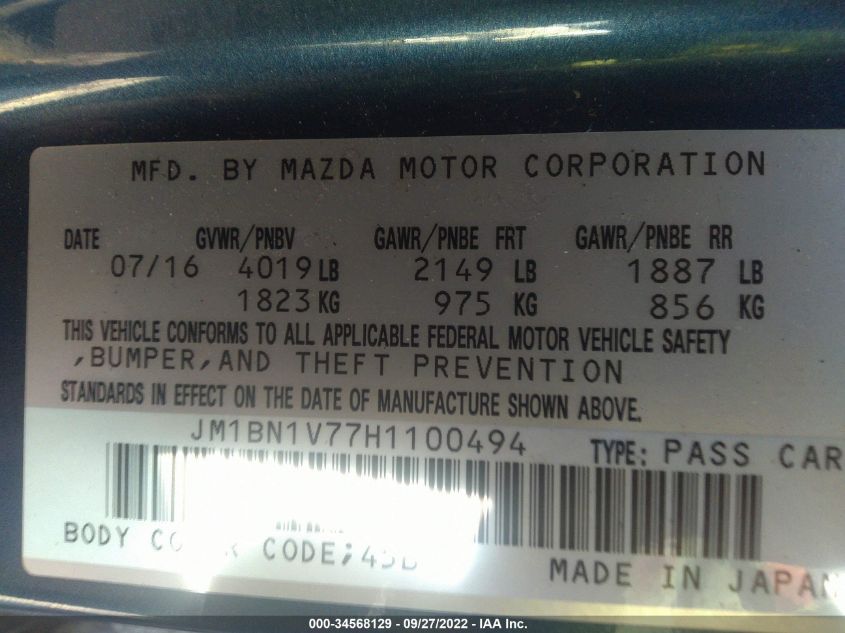 MFD. BY MAZDA MOTOR CORPORATION
DATE GVWR/PNBV GAWR/PNBE FRT GAWR/PNBE RR
07/16 4019 LB 2149 LB 1887 LB
1823 KG 975 KG 856 KG
THIS VEHICLE CONFORMS TO ALL APPLICABLE FEDERAL MOTOR VEHICLE SAFETY
,BUMPER,AND THEFT PREVENTION
STANDARDS IN EFFECT ON THE DATE OF MANUFACTURE SHOWN ABOVE.
JM1BN1V77H1100494 TYPE: PASS CAR
BODY CODE;
MADE IN JAPAN
000-34568129 - 09/27/2022 - IAA Inc.